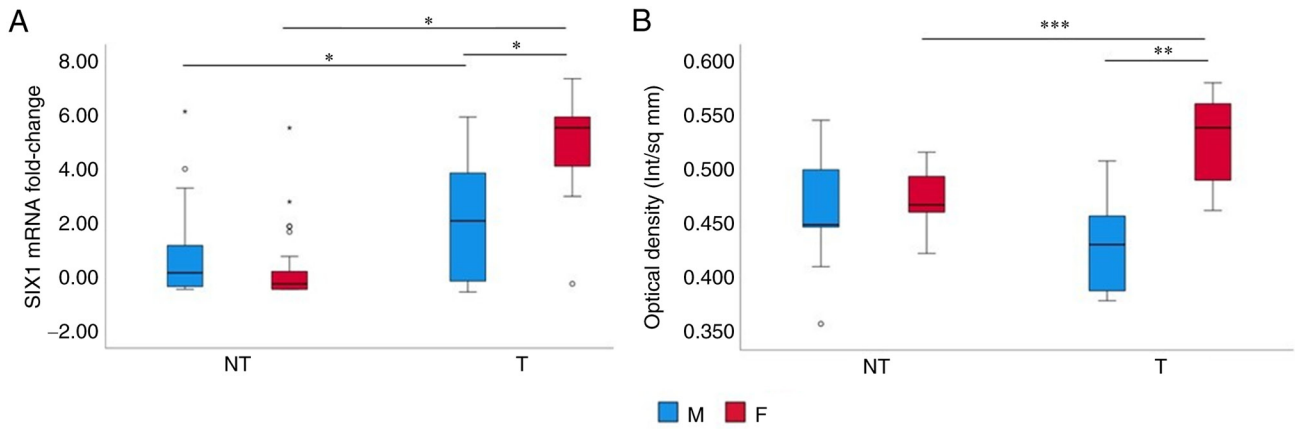 A
SIX1 mRNA fold-change
8.00
6.00
4.00
2.00
0.00
−2.00
*
*
*
NT
T
B
Optical density (Int/sq mm)
0.600
0.550
0.500
0.450
0.400
0.350
***
**
NT
T
M F